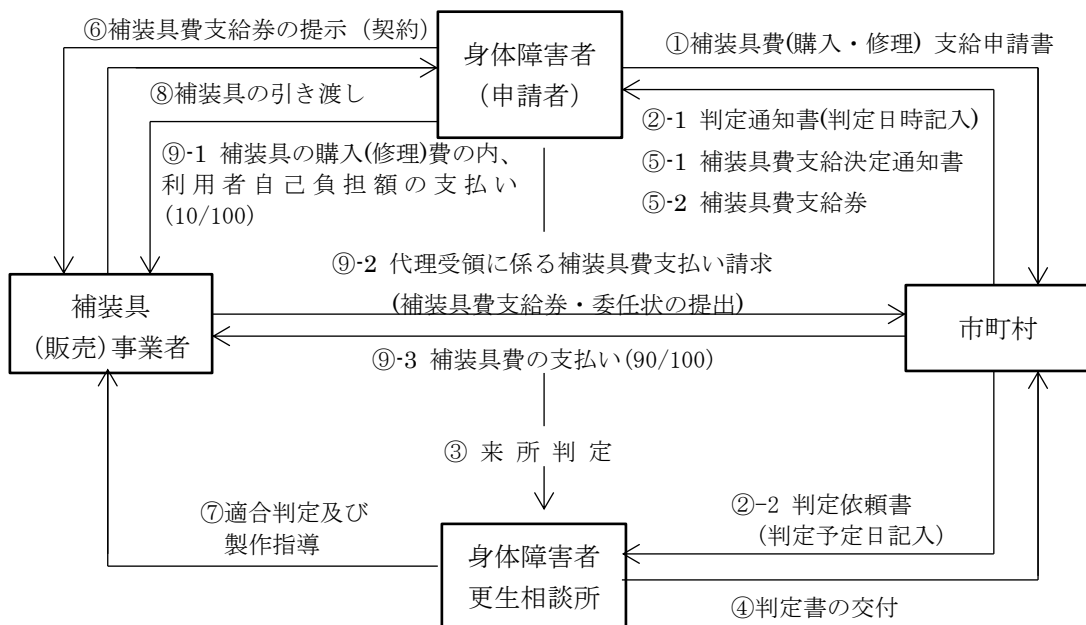 ⑥補装具費支給券の提示 (契約)
身体障害者
(申請者)
①補装具費(購入・修理) 支給申請書
⑧補装具の引き渡し
②-1 判定通知書(判定日時記入)
⑤-1 補装具費支給決定通知書
⑤-2 補装具費支給券
⑨-1 補装具の購入(修理)費の内、
利用者自己負担額の支払い
(10/100)
⑨-2 代理受領に係る補装具費支払い請求
(補装具費支給券・委任状の提出)
補装具
(販売)事業者
市町村
⑨-3 補装具費の支払い(90/100)
③ 来 所 判 定
⑦適合判定及び
製作指導
②-2 判定依頼書
(判定予定日記入)
身体障害者
更生相談所
④判定書の交付